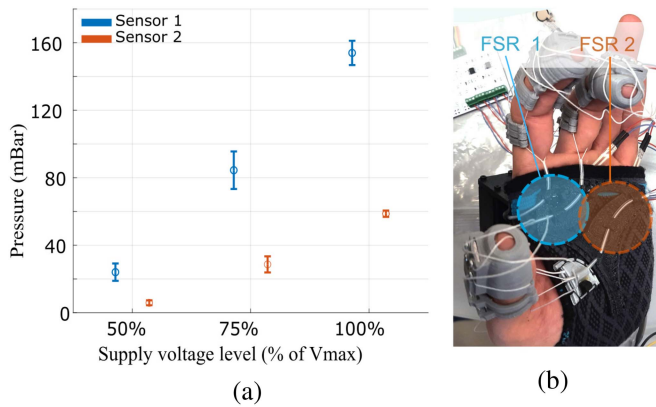 (a)
Sensor 1
Sensor 2
160
120
80
40
0
Pressure (mBar)
50% 75% 100%
Supply voltage level (% of Vmax)
FSR 1 FSR 2
(b)